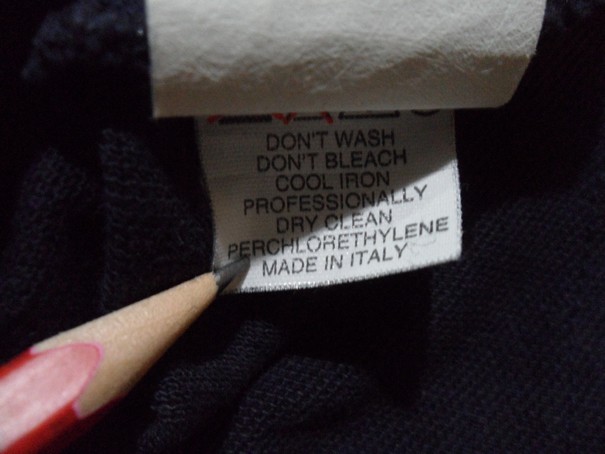 DON'T WASH
DON'T BLEACH
COOL IRON
PROFESSIONALLY
DRY CLEAN
PERCHLORETHYLENE
MADE IN ITALY